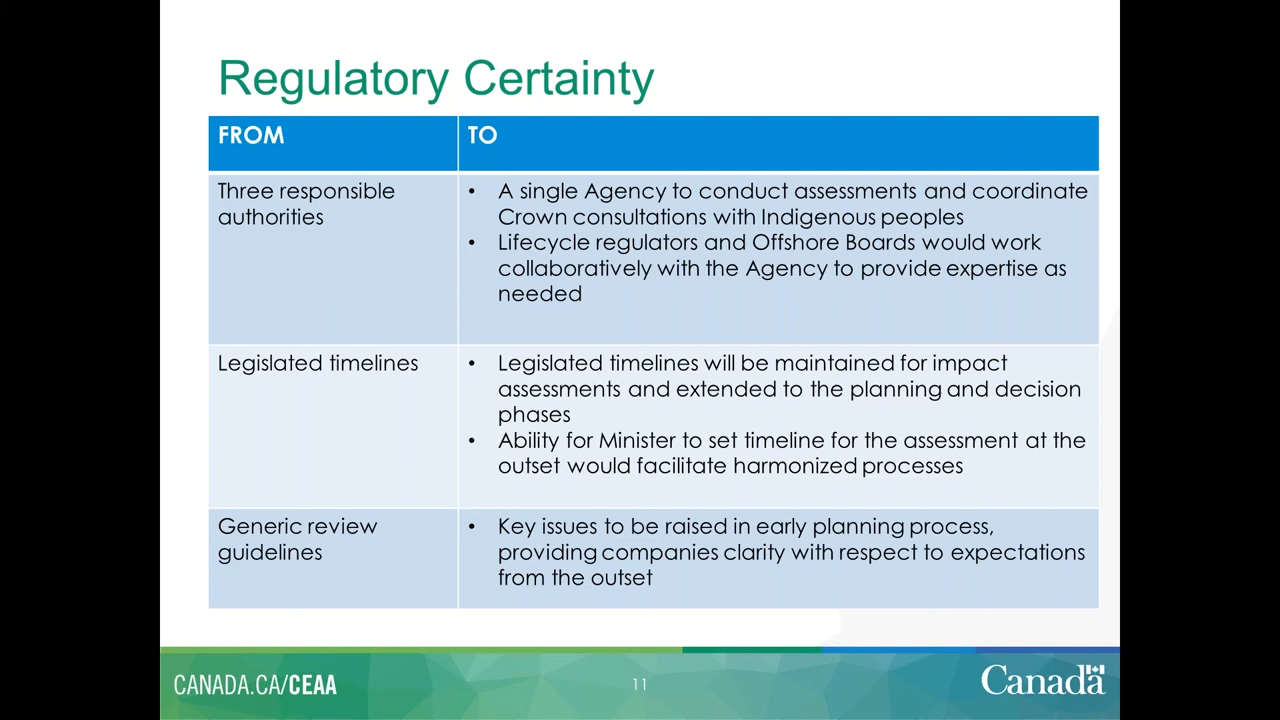 Regulatory Certainty
FROM
TO
Three responsible
authorities
• A single Agency to conduct assessments and coordinate
Crown consultations with Indigenous peoples
• Lifecycle regulators and Offshore Boards would work
collaboratively with the Agency to provide expertise as
needed
Legislated timelines
• Legislated timelines will be maintained for impact
assessments and extended to the planning and decision
phases
• Ability for Minister to set timeline for the assessment at the
outset would facilitate harmonized processes
Generic review
guidelines
• Key issues to be raised in early planning process,
providing companies clarity with respect to expectations
from the outset
CANADA.CA/CEAA
11
Canada